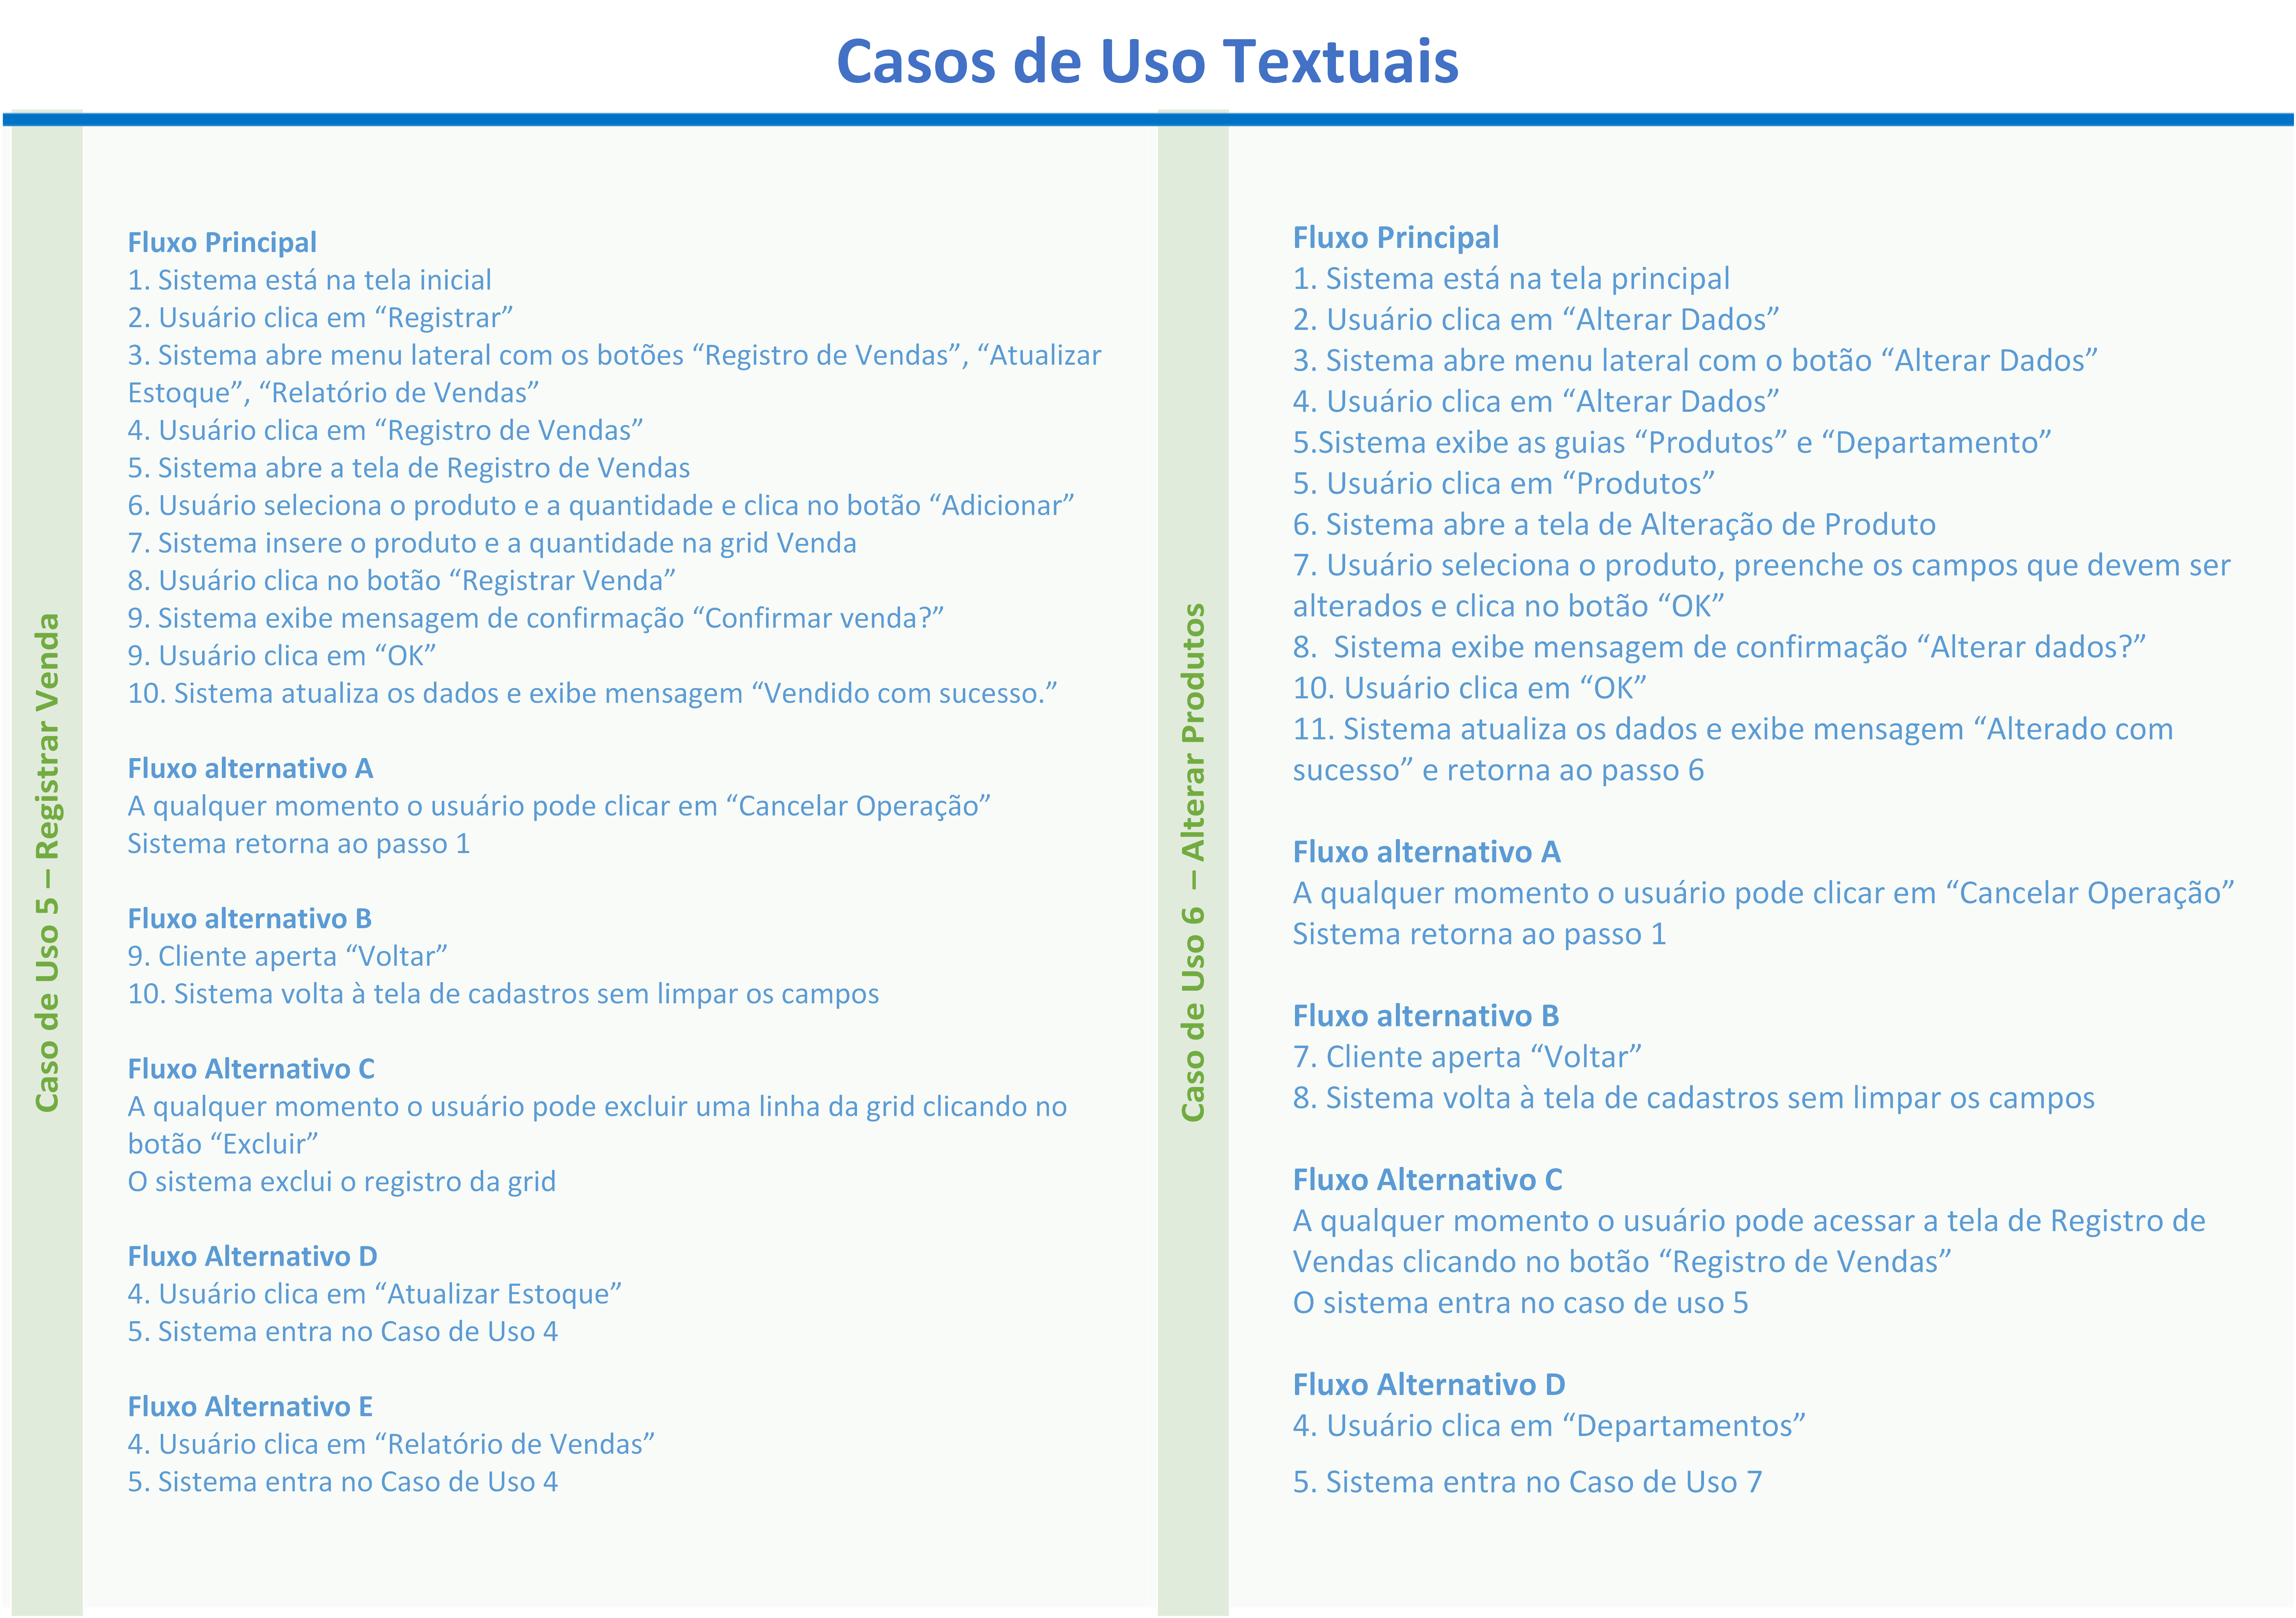 Casos de Uso Textuais
Caso de Uso 5 – Registrar Venda
Fluxo Principal
1. Sistema está na tela inicial
2. Usuário clica em “Registrar”
3. Sistema abre menu lateral com os botões “Registro de Vendas”, “Atualizar
Estoque”, “Relatório de Vendas”
4. Usuário clica em “Registro de Vendas”
5. Sistema abre a tela de Registro de Vendas
6. Usuário seleciona o produto e a quantidade e clica no botão “Adicionar”
7. Sistema insere o produto e a quantidade na grid Venda
8. Usuário clica no botão “Registrar Venda”
9. Sistema exibe mensagem de confirmação “Confirmar venda?”
9. Usuário clica em “OK”
10. Sistema atualiza os dados e exibe mensagem “Vendido com sucesso.”
Fluxo alternativo A
A qualquer momento o usuário pode clicar em “Cancelar Operação”
Sistema retorna ao passo 1
Fluxo alternativo B
9. Cliente aperta “Voltar”
10. Sistema volta à tela de cadastros sem limpar os campos
Fluxo Alternativo C
A qualquer momento o usuário pode excluir uma linha da grid clicando no
botão “Excluir”
O sistema exclui o registro da grid
Fluxo Alternativo D
4. Usuário clica em “Atualizar Estoque”
5. Sistema entra no Caso de Uso 4
Fluxo Alternativo E
4. Usuário clica em “Relatório de Vendas”
5. Sistema entra no Caso de Uso 4
Caso de Uso 6 – Alterar Produtos
Fluxo Principal
1. Sistema está na tela principal
2. Usuário clica em “Alterar Dados”
3. Sistema abre menu lateral com o botão “Alterar Dados”
4. Usuário clica em “Alterar Dados”
5.Sistema exibe as guias “Produtos” e “Departamento”
5. Usuário clica em “Produtos”
6. Sistema abre a tela de Alteração de Produto
7. Usuário seleciona o produto, preenche os campos que devem ser
alterados e clica no botão “OK”
8. Sistema exibe mensagem de confirmação “Alterar dados?”
10. Usuário clica em “OK”
11. Sistema atualiza os dados e exibe mensagem “Alterado com
sucesso” e retorna ao passo 6
Fluxo alternativo A
A qualquer momento o usuário pode clicar em “Cancelar Operação”
Sistema retorna ao passo 1
Fluxo alternativo B
7. Cliente aperta “Voltar”
8. Sistema volta à tela de cadastros sem limpar os campos
Fluxo Alternativo C
A qualquer momento o usuário pode acessar a tela de Registro de
Vendas clicando no botão “Registro de Vendas”
O sistema entra no caso de uso 5
Fluxo Alternativo D
4. Usuário clica em “Departamentos”
5. Sistema entra no Caso de Uso 7